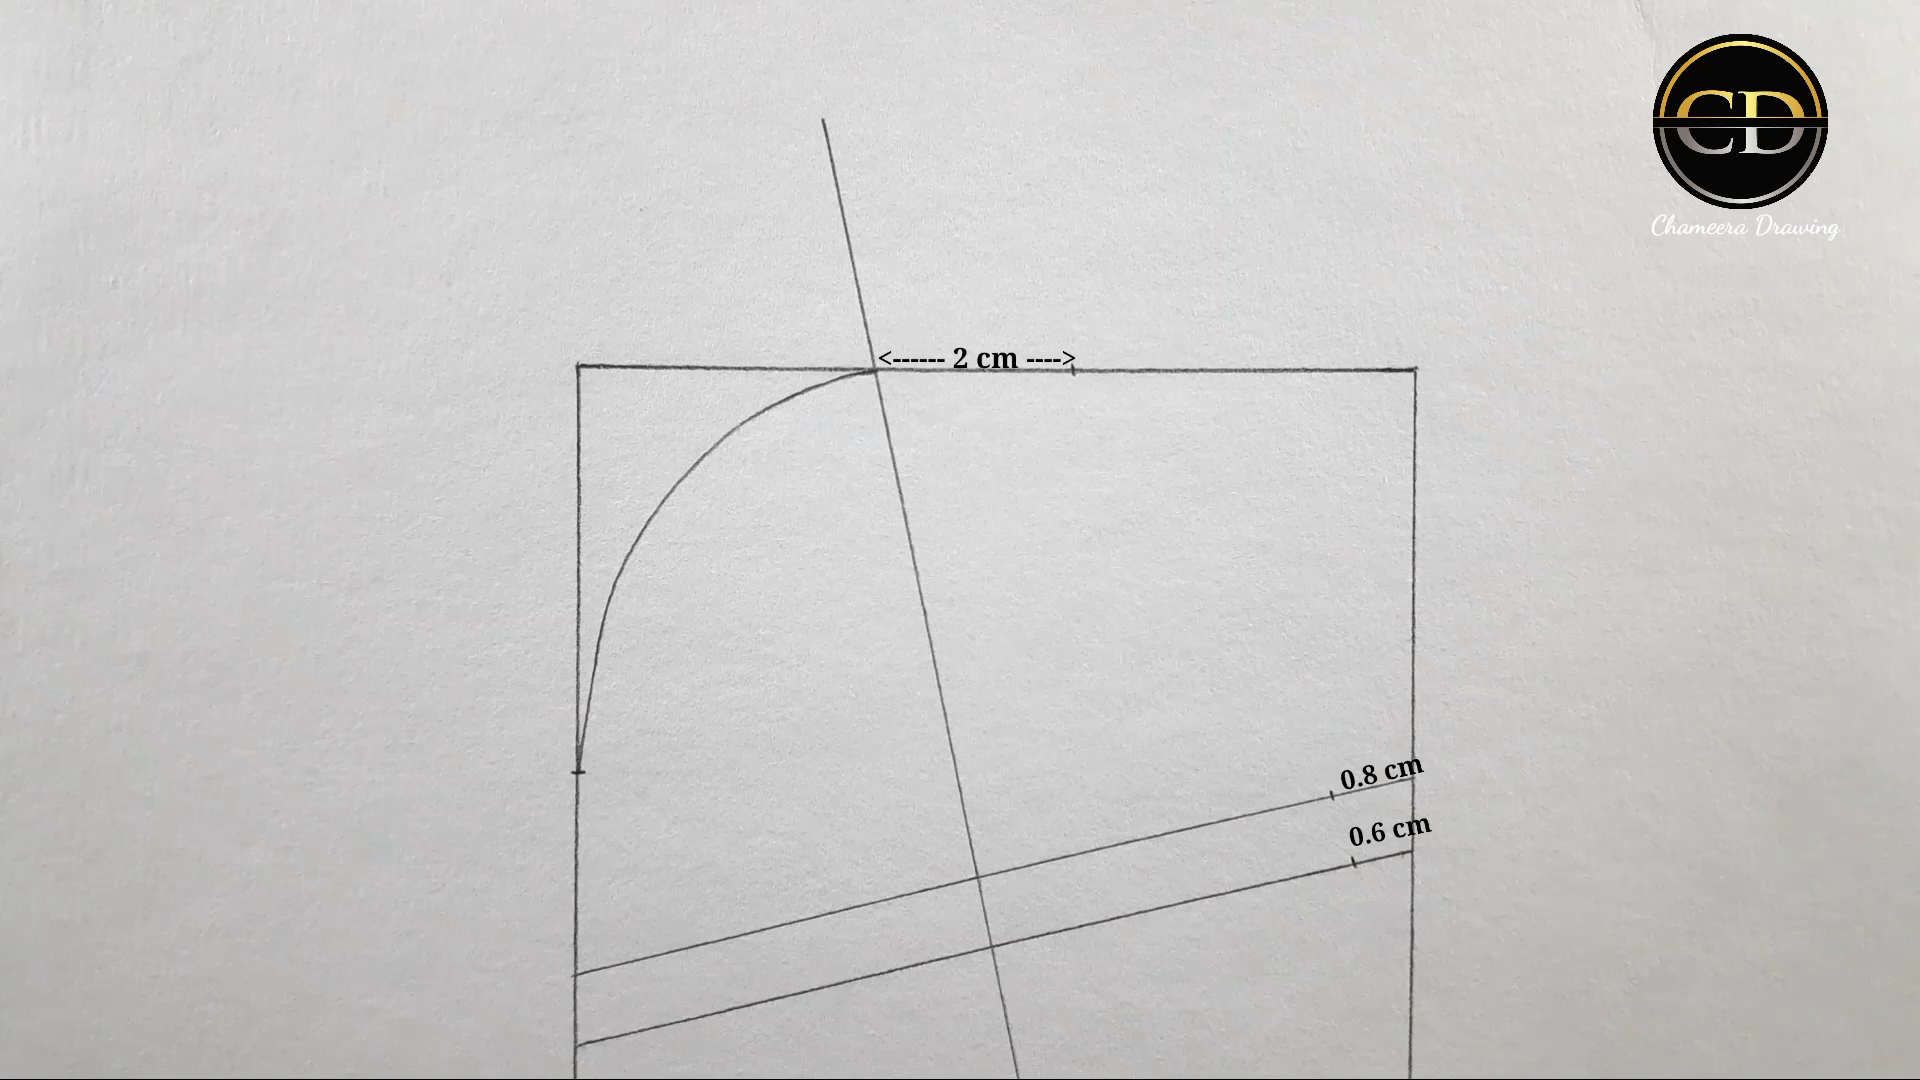 CD
Chameera Drawing
<------ 2 cm ---->
0.8 cm
0.6 cm